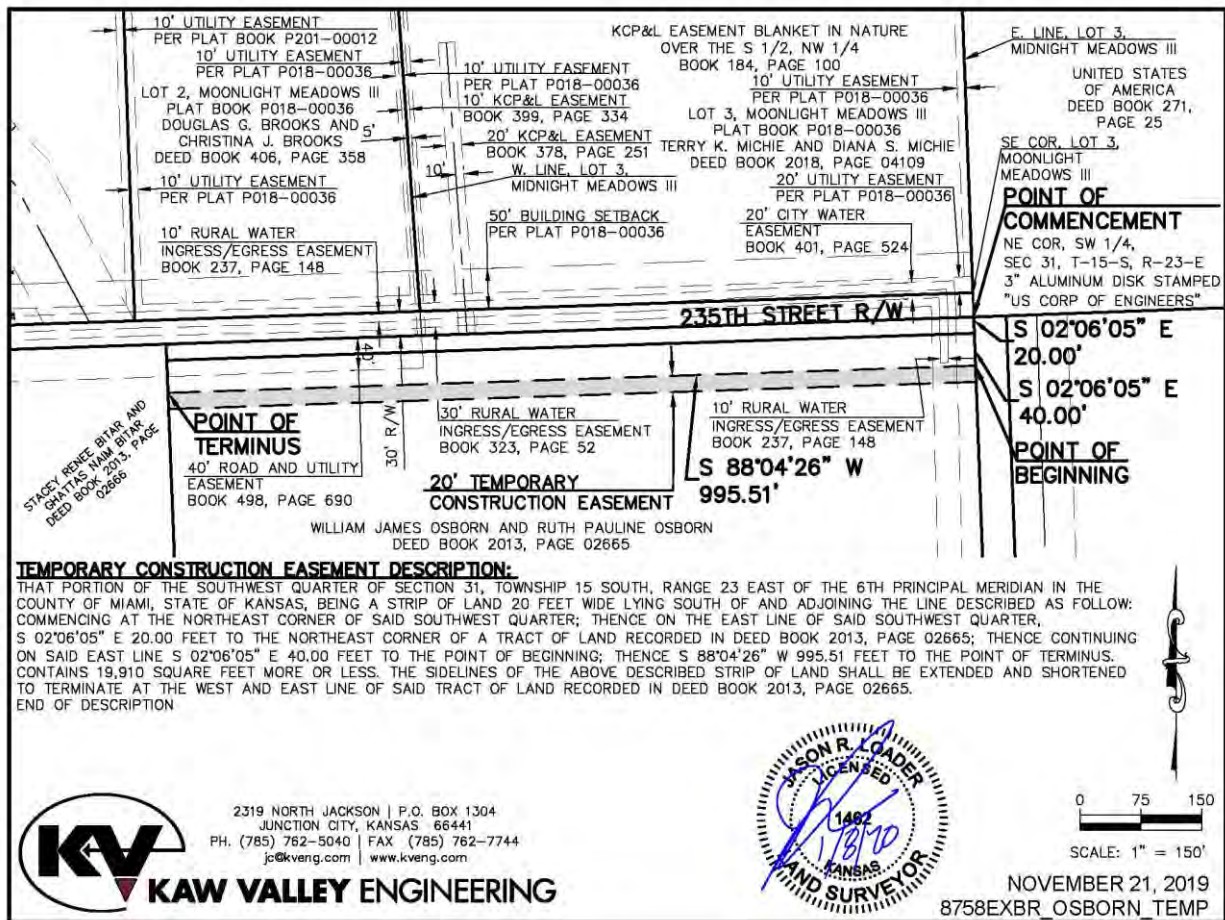 10' UTILITY EASEMENT
PER PLAT BOOK P201-00012
10' UTILITY EASEMENT
PER PLAT P018-00036
LOT 2, MOONLIGHT MEADOWS III
PLAT BOOK P018-00036
DOUGLAS G. BROOKS AND
CHRISTINA J. BROOKS
DEED BOOK 406, PAGE 358
5'
10' UTILITY EASEMENT
PER PLAT P018-00036
10' RURAL WATER
INGRESS/EGRESS EASEMENT
BOOK 237, PAGE 148
10' UTILITY EASEMENT
PER PLAT P018-00036
10' KCP&L EASEMENT
BOOK 399, PAGE 334
20' KCP&L EASEMENT
BOOK 378, PAGE 251
10'
W. LINE, LOT 3,
MIDNIGHT MEADOWS III
50' BUILDING SETBACK
PER PLAT P018-00036
KCP&L EASEMENT BLANKET IN NATURE
OVER THE S 1/2, NW 1/4
BOOK 184, PAGE 100
10' UTILITY EASEMENT
PER PLAT P018-00036
LOT 3, MOONLIGHT MEADOWS III
PLAT BOOK P018-00036
TERRY K. MICHIE AND DIANA S. MICHIE
DEED BOOK 2018, PAGE 04109
20' UTILITY EASEMENT
PER PLAT P018-00036
20' CITY WATER
EASEMENT
BOOK 401, PAGE 524
E. LINE, LOT 3,
MIDNIGHT MEADOWS III
UNITED STATES
OF AMERICA
DEED BOOK 271,
PAGE 25
SE COR, LOT 3,
MOONLIGHT
MEADOWS III
POINT OF
COMMENCEMENT
NE COR, SW 1/4,
SEC 31, T-15-S, R-23-E
3" ALUMINUM DISK STAMPED
"US CORP OF ENGINEERS"
235TH STREET R/W
S 02°06'05" E
20.00'
S 02°06'05" E
40.00'
POINT OF
BEGINNING
40'
30' R/W
POINT OF
TERMINUS
40' ROAD AND UTILITY
EASEMENT
BOOK 498, PAGE 690
30' RURAL WATER
INGRESS/EGRESS EASEMENT
BOOK 323, PAGE 52
20' TEMPORARY
CONSTRUCTION EASEMENT
10' RURAL WATER
INGRESS/EGRESS EASEMENT
BOOK 237, PAGE 148
S 88°04'26" W
995.51'
STACEY RENEE BITAR AND
GHATTAS NAIM BITAR
DEED BOOK 2013, PAGE
02666
WILLIAM JAMES OSBORN AND RUTH PAULINE OSBORN
DEED BOOK 2013, PAGE 02665
TEMPORARY CONSTRUCTION EASEMENT DESCRIPTION:
THAT PORTION OF THE SOUTHWEST QUARTER OF SECTION 31, TOWNSHIP 15 SOUTH, RANGE 23 EAST OF THE 6TH PRINCIPAL MERIDIAN IN THE
COUNTY OF MIAMI, STATE OF KANSAS, BEING A STRIP OF LAND 20 FEET WIDE LYING SOUTH OF AND ADJOINING THE LINE DESCRIBED AS FOLLOW:
COMMENCING AT THE NORTHEAST CORNER OF SAID SOUTHWEST QUARTER; THENCE ON THE EAST LINE OF SAID SOUTHWEST QUARTER,
S 02°06'05" E 20.00 FEET TO THE NORTHEAST CORNER OF A TRACT OF LAND RECORDED IN DEED BOOK 2013, PAGE 02665; THENCE CONTINUING
ON SAID EAST LINE S 02°06'05" E 40.00 FEET TO THE POINT OF BEGINNING; THENCE S 88°04'26" W 995.51 FEET TO THE POINT OF TERMINUS.
CONTAINS 19,910 SQUARE FEET MORE OR LESS. THE SIDELINES OF THE ABOVE DESCRIBED STRIP OF LAND SHALL BE EXTENDED AND SHORTENED
TO TERMINATE AT THE WEST AND EAST LINE OF SAID TRACT OF LAND RECORDED IN DEED BOOK 2013, PAGE 02665.
END OF DESCRIPTION
KV
2319 NORTH JACKSON | P.O. BOX 1304
JUNCTION CITY, KANSAS 66441
PH. (785) 762-5040 | FAX (785) 762-7744
jc@kveng.com | www.kveng.com
KAW VALLEY ENGINEERING
JASON R. LOADER
LICENSED
1462
1/8/20
KANSAS
LAND SURVEYOR
0 75 150
SCALE: 1" = 150'
NOVEMBER 21, 2019
8758EXBR_OSBORN_TEMP